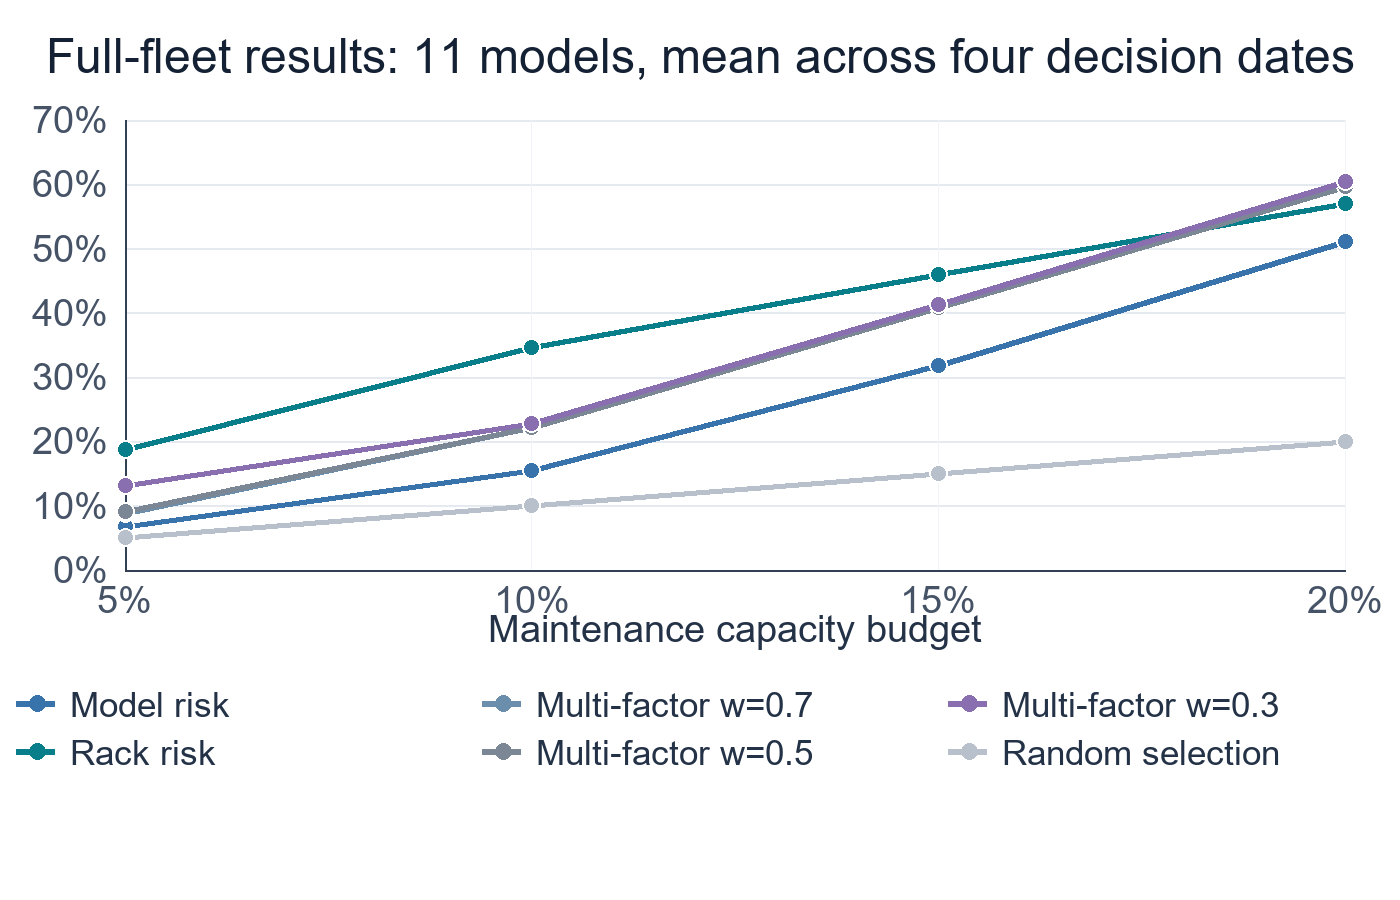 Full-fleet results: 11 models, mean across four decision dates
70%
60%
50%
40%
30%
20%
10%
0%
5% 10% 15% 20%
Maintenance capacity budget
Model risk Multi-factor w=0.7 Multi-factor w=0.3
Rack risk Multi-factor w=0.5 Random selection